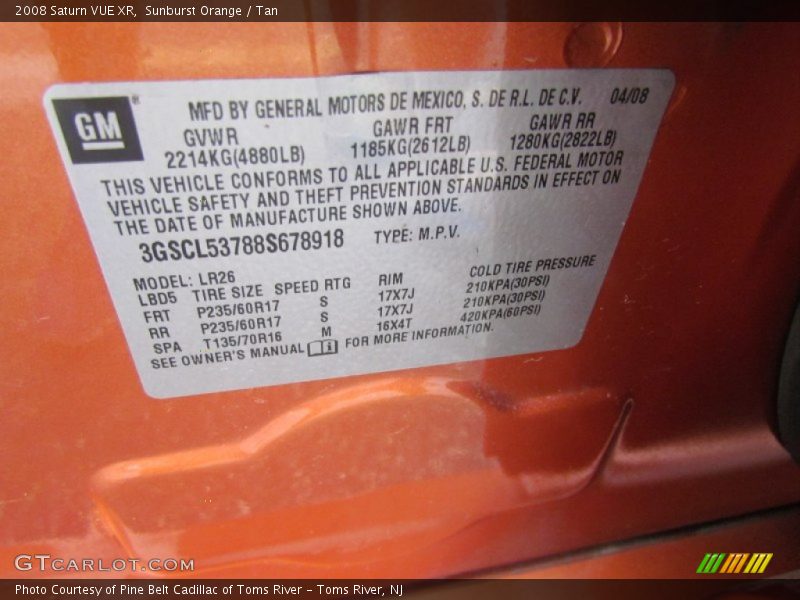 2008 Saturn VUE XR,  Sunburst Orange / Tan
GM ®
MFD BY GENERAL MOTORS DE MEXICO, S. DE R.L. DE C.V. 04/08
GVWR GAWR FRT GAWR RR
2214KG(4880LB) 1185KG(2612LB) 1280KG(2822LB)
THIS VEHICLE CONFORMS TO ALL APPLICABLE U.S. FEDERAL MOTOR
VEHICLE SAFETY AND THEFT PREVENTION STANDARDS IN EFFECT ON
THE DATE OF MANUFACTURE SHOWN ABOVE.
3GSCL53788S678918 TYPE: M.P.V.
MODEL: LR26
LBD5 TIRE SIZE SPEED RTG RIM COLD TIRE PRESSURE
FRT P235/60R17 S 17X7J 210KPA(30PSI)
RR P235/60R17 S 17X7J 210KPA(30PSI)
SPA T135/70R16 M 16X4T 420KPA(60PSI)
SEE OWNER'S MANUAL FOR MORE INFORMATION.
GTCARLOT.COM
Photo Courtesy of Pine Belt Cadillac of Toms River – Toms River, NJ